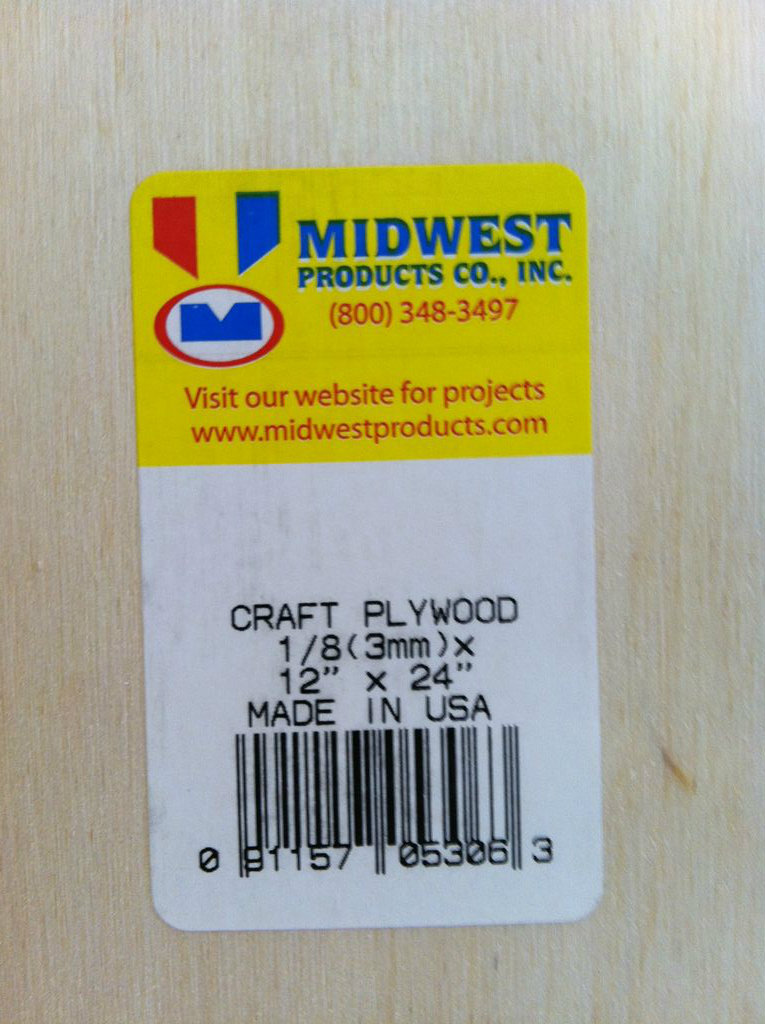 MIDWEST
PRODUCTS CO., INC.
(800) 348-3497
Visit our website for projects
www.midwestproducts.com
CRAFT PLYWOOD
1/8(3mm)x
12" x 24"
MADE IN USA
0 91157 05306 3